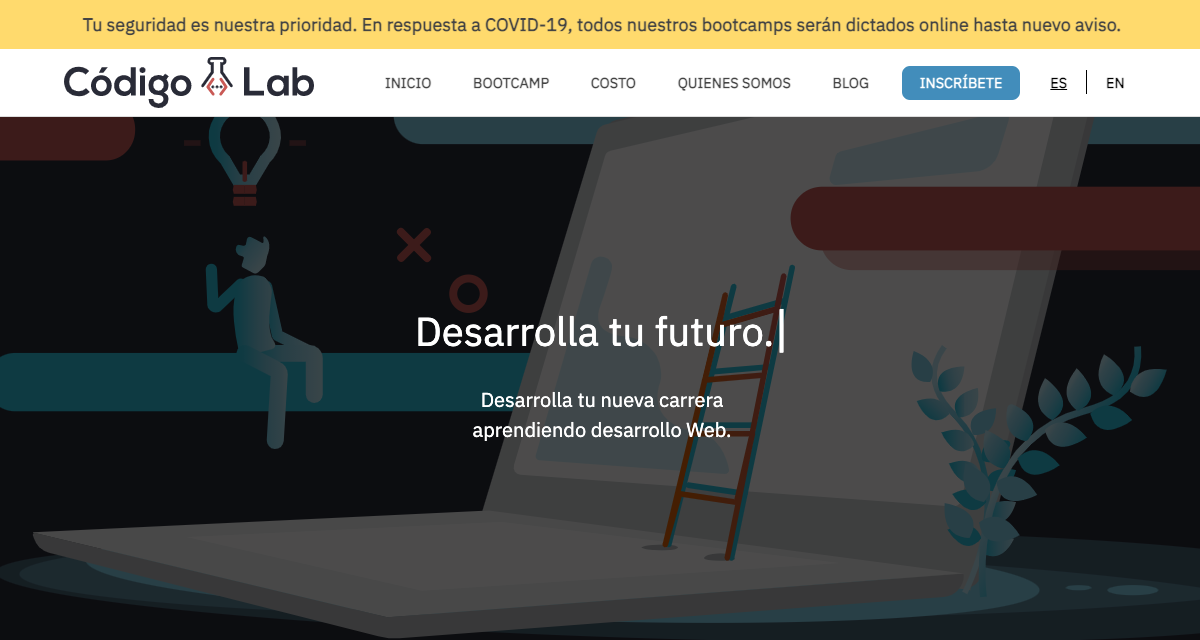 Tu seguridad es nuestra prioridad. En respuesta a COVID-19, todos nuestros bootcamps serán dictados online hasta nuevo aviso.
Código Lab
INICIO BOOTCAMP COSTO QUIENES SOMOS BLOG INSCRÍBETE ES EN
Desarrolla tu futuro.|
Desarrolla tu nueva carrera
aprendiendo desarrollo Web.